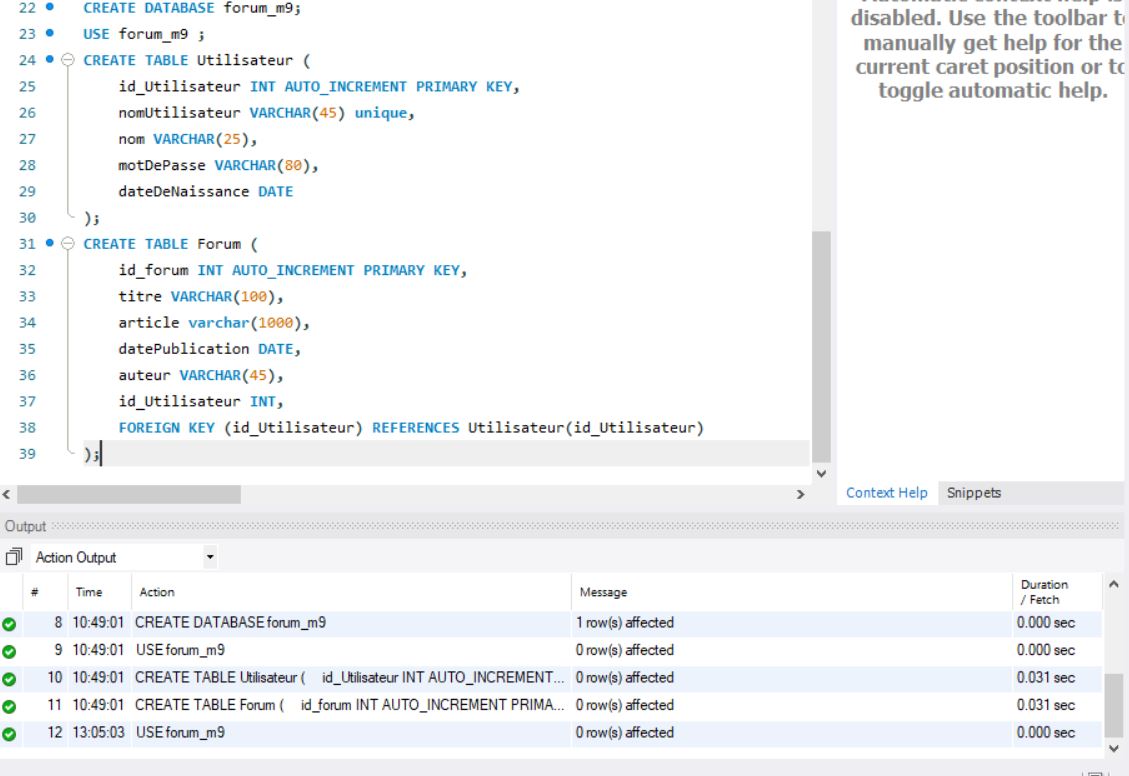 22 CREATE DATABASE forum_m9;
23 USE forum_m9 ;
24 CREATE TABLE Utilisateur (
25 id_Utilisateur INT AUTO_INCREMENT PRIMARY KEY,
26 nomUtilisateur VARCHAR(45) unique,
27 nom VARCHAR(25),
28 motDePasse VARCHAR(80),
29 dateDeNaissance DATE
30 );
31 CREATE TABLE Forum (
32 id_forum INT AUTO_INCREMENT PRIMARY KEY,
33 titre VARCHAR(100),
34 article varchar(1000),
35 datePublication DATE,
36 auteur VARCHAR(45),
37 id_Utilisateur INT,
38 FOREIGN KEY (id_Utilisateur) REFERENCES Utilisateur(id_Utilisateur)
39 );
disabled. Use the toolbar
manually get help for the
current caret position or
toggle automatic help.
Context Help Snippets
Output
Action Output
# Time Action Message Duration / Fetch
8 10:49:01 CREATE DATABASE forum_m9 1 row(s) affected 0.000 sec
9 10:49:01 USE forum_m9 0 row(s) affected 0.000 sec
10 10:49:01 CREATE TABLE Utilisateur ( id_Utilisateur INT AUTO_INCREMENT... 0 row(s) affected 0.031 sec
11 10:49:01 CREATE TABLE Forum ( id_forum INT AUTO_INCREMENT PRIMA... 0 row(s) affected 0.031 sec
12 13:05:03 USE forum_m9 0 row(s) affected 0.000 sec